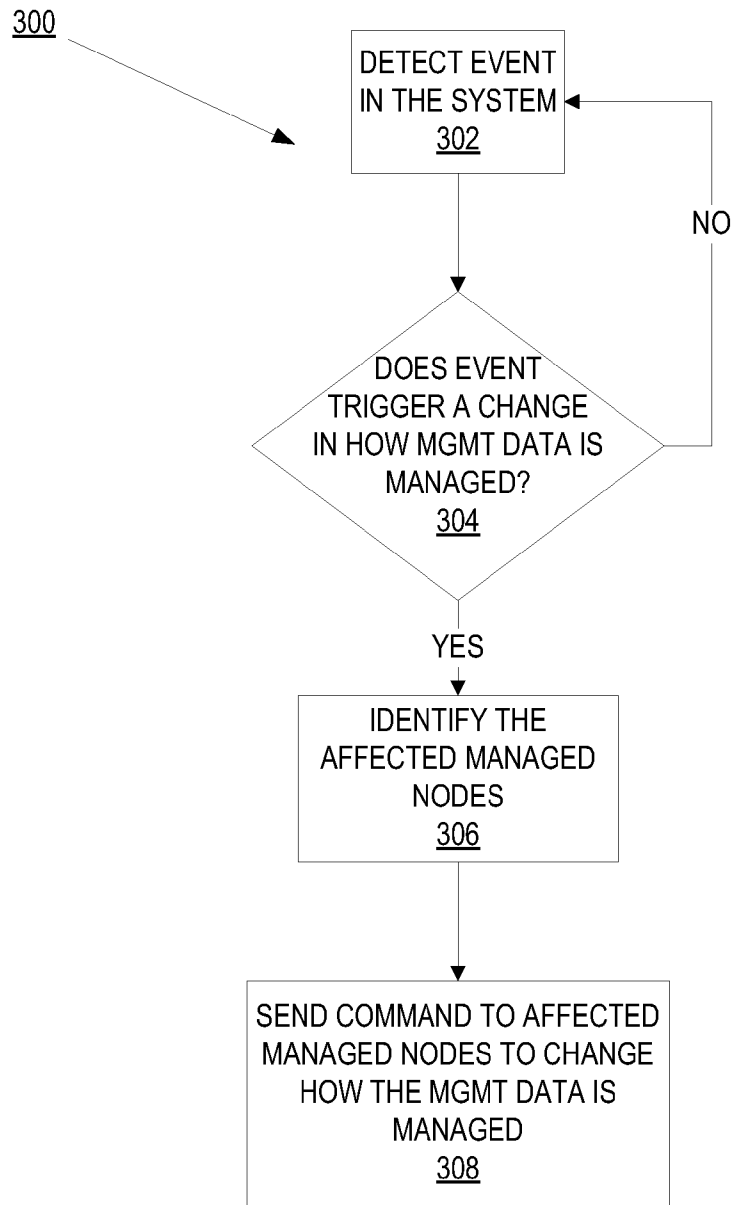 300
DETECT EVENT
IN THE SYSTEM
302
NO
DOES EVENT
TRIGGER A CHANGE
IN HOW MGMT DATA IS
MANAGED?
304
YES
IDENTIFY THE
AFFECTED MANAGED
NODES
306
SEND COMMAND TO AFFECTED
MANAGED NODES TO CHANGE
HOW THE MGMT DATA IS
MANAGED
308